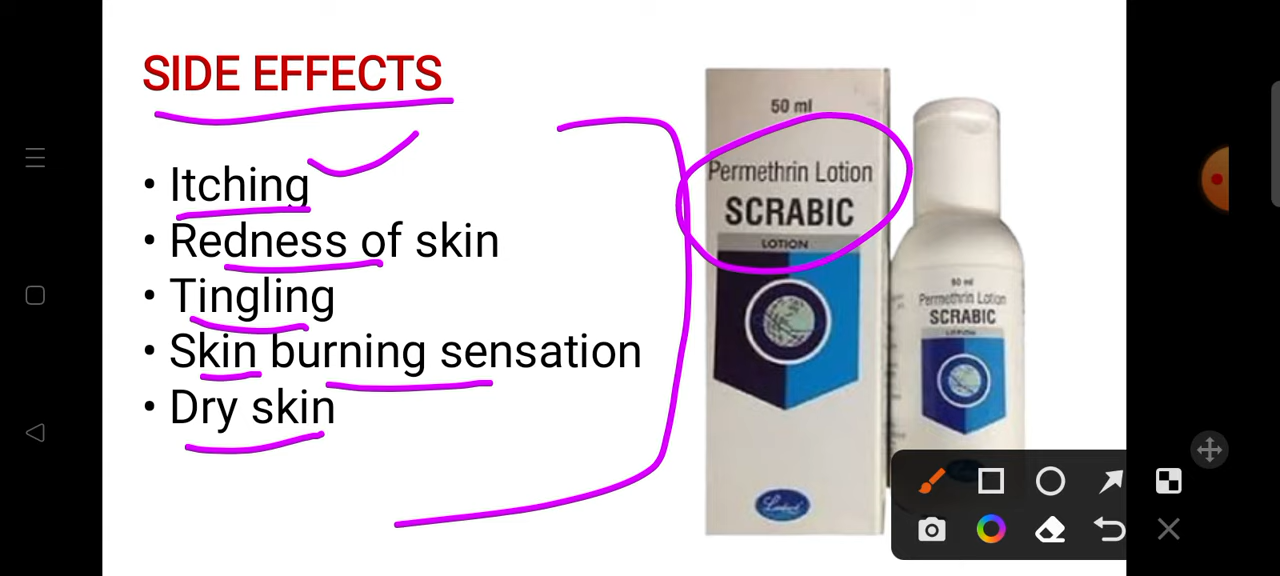 SIDE EFFECTS
• Itching
• Redness of skin
• Tingling
• Skin burning sensation
• Dry skin
50 ml
Permethrin Lotion
SCRABIC
LOTION
50 ml
Permethrin Lotion
SCRABIC
LOTION